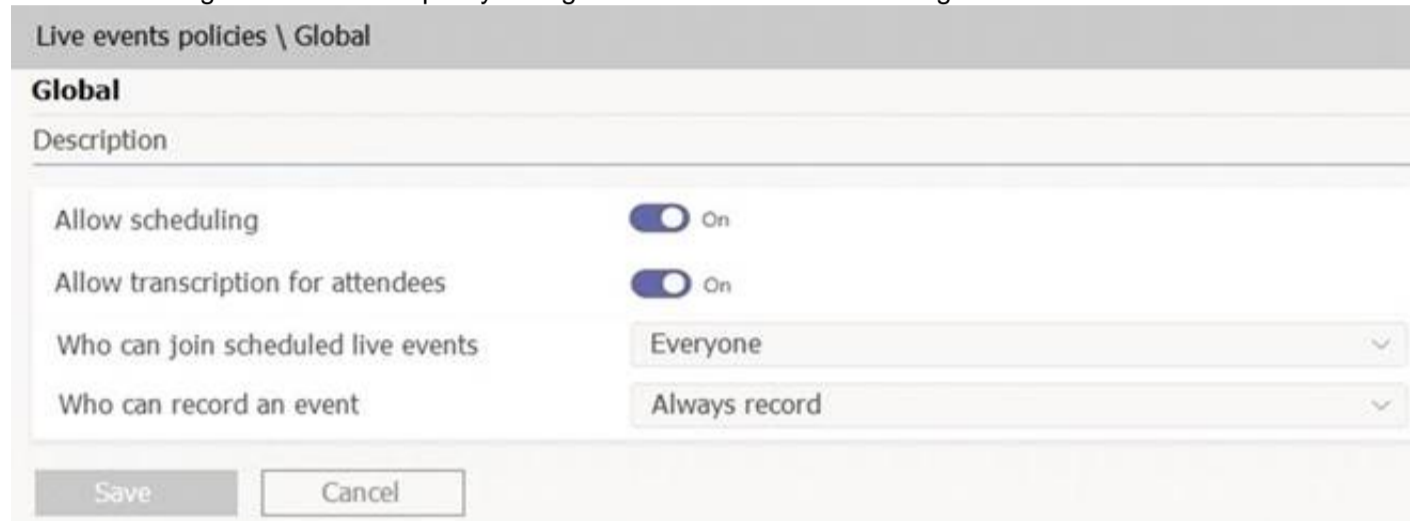 Live events policies \ Global
Global
Description
Allow scheduling On
Allow transcription for attendees On
Who can join scheduled live events Everyone
Who can record an event Always record
Save Cancel